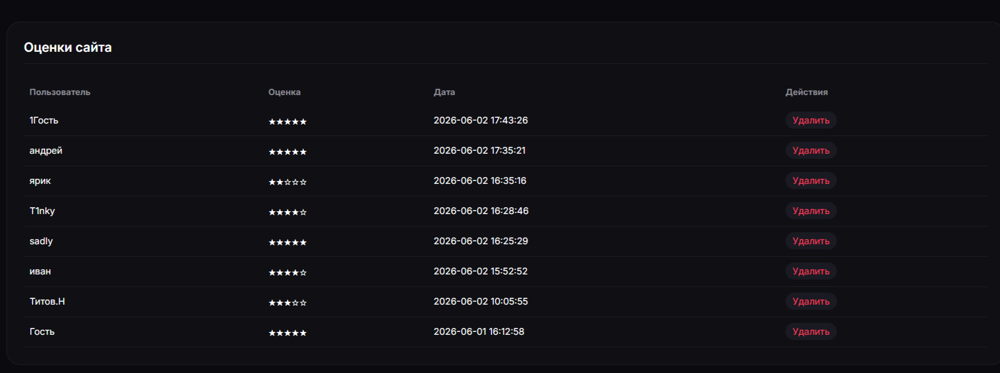 Оценки сайта
Пользователь Оценка Дата Действия
1Гость ★★★★★ 2026-06-02 17:43:26 Удалить
андрей ★★★★★ 2026-06-02 17:35:21 Удалить
ярик ★★☆☆☆ 2026-06-02 16:35:16 Удалить
T1nky ★★★★☆ 2026-06-02 16:28:46 Удалить
sadly ★★★★★ 2026-06-02 16:25:29 Удалить
иван ★★★★☆ 2026-06-02 15:52:52 Удалить
Титов.Н ★★★☆☆ 2026-06-02 10:05:55 Удалить
Гость ★★★★★ 2026-06-01 16:12:58 Удалить